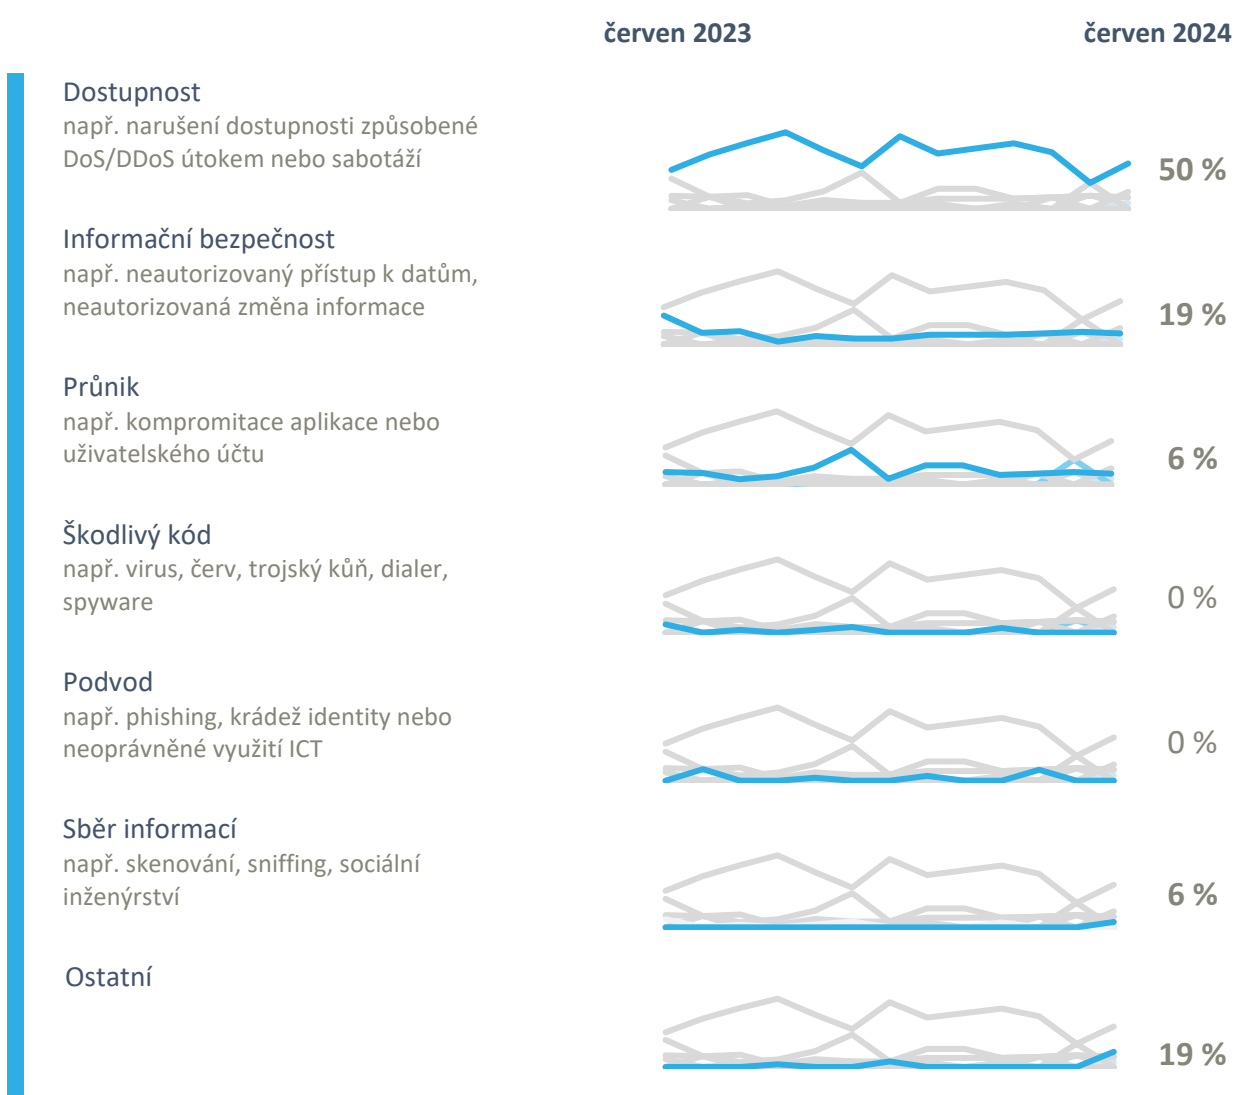 červen 2023
červen 2024
Dostupnost
např. narušení dostupnosti způsobené
DoS/DDoS útokem nebo sabotáží
50 %
Informační bezpečnost
např. neautorizovaný přístup k datům,
neautorizovaná změna informace
19 %
Průnik
např. kompromitace aplikace nebo
uživatelského účtu
6 %
Škodlivý kód
např. virus, červ, trojský kůň, dialer,
spyware
0 %
Podvod
např. phishing, krádež identity nebo
neoprávněné využití ICT
0 %
Sběr informací
např. skenování, sniffing, sociální
inženýrství
6 %
Ostatní
19 %